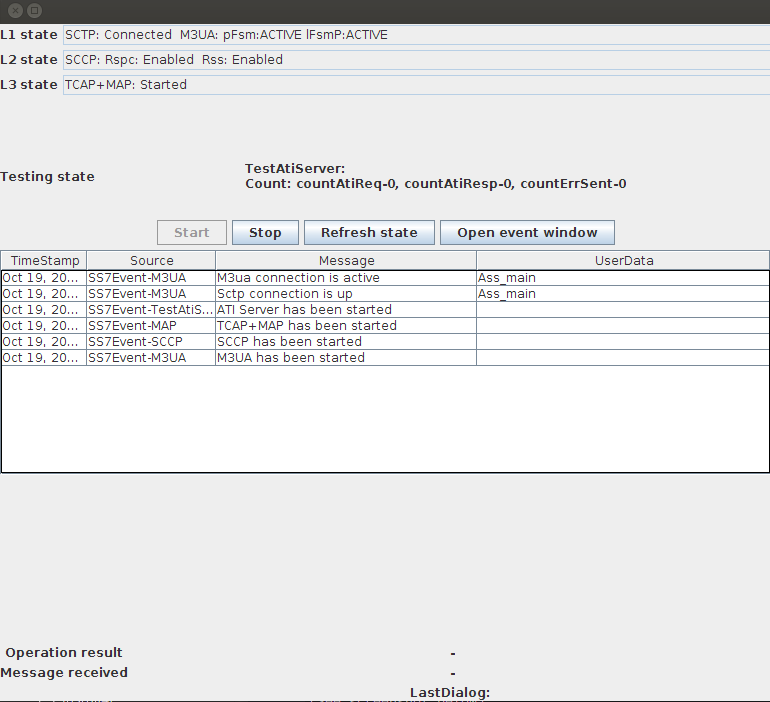 L1 state SCTP: Connected M3UA: pFsm:ACTIVE lFsmP:ACTIVE
L2 state SCCP: Rspc: Enabled Rss: Enabled
L3 state TCAP+MAP: Started
TestAtiServer:
Testing state
Count: countAtiReq-0, countAtiResp-0, countErrSent-0
Start Stop Refresh state Open event window
TimeStamp Source Message UserData
Oct 19, 20... SS7Event-M3UA M3ua connection is active Ass_main
Oct 19, 20... SS7Event-M3UA Sctp connection is up Ass_main
Oct 19, 20... SS7Event-TestAtiS... ATI Server has been started
Oct 19, 20... SS7Event-MAP TCAP+MAP has been started
Oct 19, 20... SS7Event-SCCP SCCP has been started
Oct 19, 20... SS7Event-M3UA M3UA has been started
Operation result -
Message received -
LastDialog: